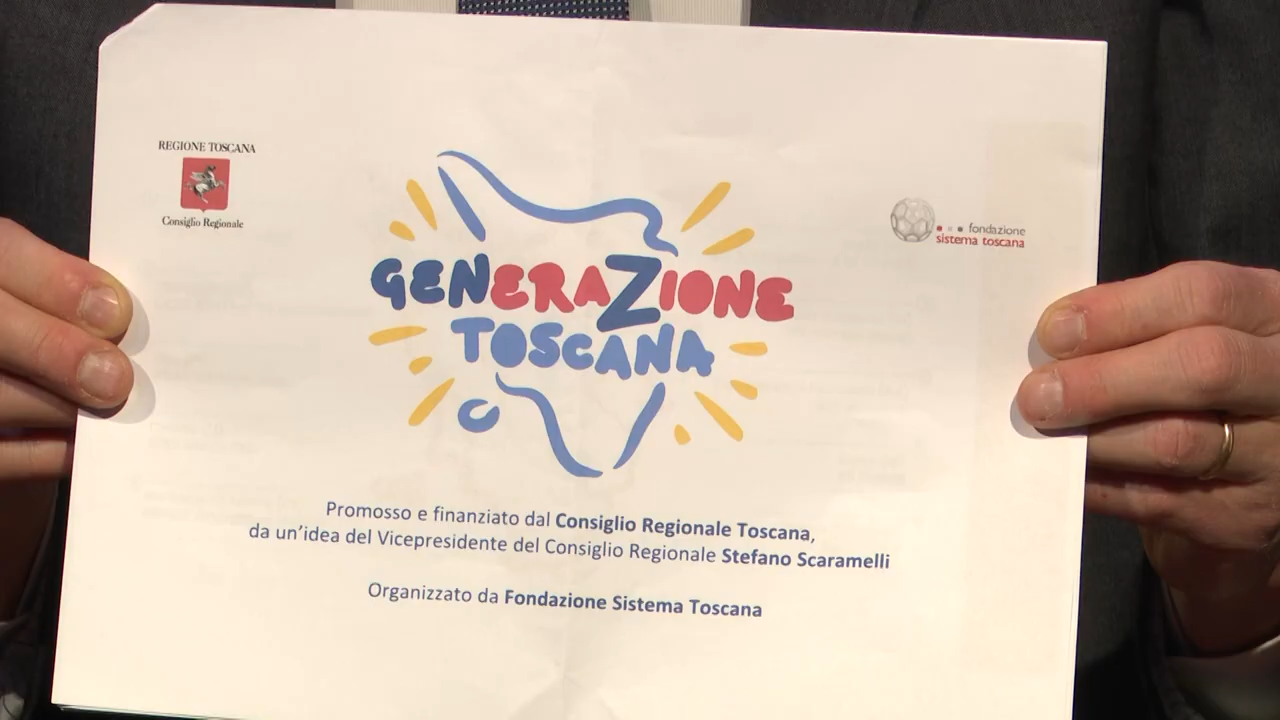 REGIONE TOSCANA
Consiglio Regionale
fondazione
sistema toscana
GENERAZIONE
TOSCANA
Promosso e finanziato dal Consiglio Regionale Toscana,
da un'idea del Vicepresidente del Consiglio Regionale Stefano Scaramelli
Organizzato da Fondazione Sistema Toscana